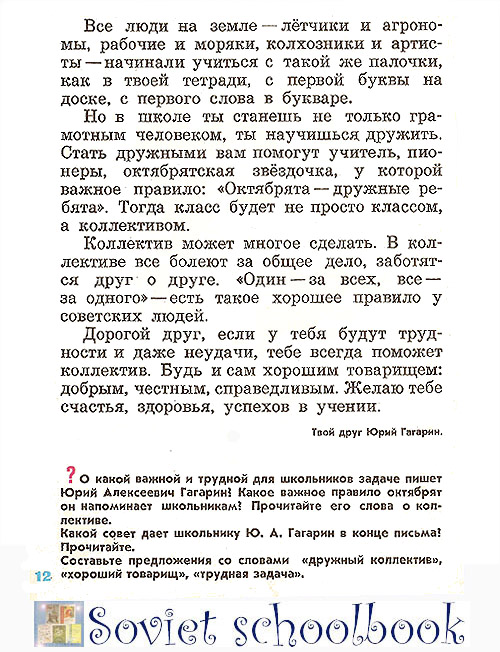 Все люди на земле — лётчики и агроно-
мы, рабочие и моряки, колхозники и артис-
ты — начинали учиться с такой же палочки,
как в твоей тетради, с первой буквы на
доске, с первого слова в букваре.
Но в школе ты станешь не только гра-
мотным человеком, ты научишься дружить.
Стать дружными вам помогут учитель, пио-
неры, октябрятская звёздочка, у которой
важное правило: «Октябрята — дружные ре-
бята». Тогда класс будет не просто классом,
а коллективом.
Коллектив может многое сделать. В кол-
лективе все болеют за общее дело, заботят-
ся друг о друге. «Один — за всех, все —
за одного» — есть такое хорошее правило у
советских людей.
Дорогой друг, если у тебя будут труд-
ности и даже неудачи, тебе всегда поможет
коллектив. Будь и сам хорошим товарищем:
добрым, честным, справедливым. Желаю тебе
счастья, здоровья, успехов в учении.
Твой друг Юрий Гагарин.
? О какой важной и трудной для школьников задаче пишет
Юрий Алексеевич Гагарин? Какое важное правило октябрят
он напоминает школьникам? Прочитайте его слова о кол-
лективе.
Какой совет дает школьнику Ю. А. Гагарин в конце письма?
Прочитайте.
Составьте предложения со словами «дружный коллектив»,
12 «хороший товарищ», «трудная задача».
Soviet schoolbook